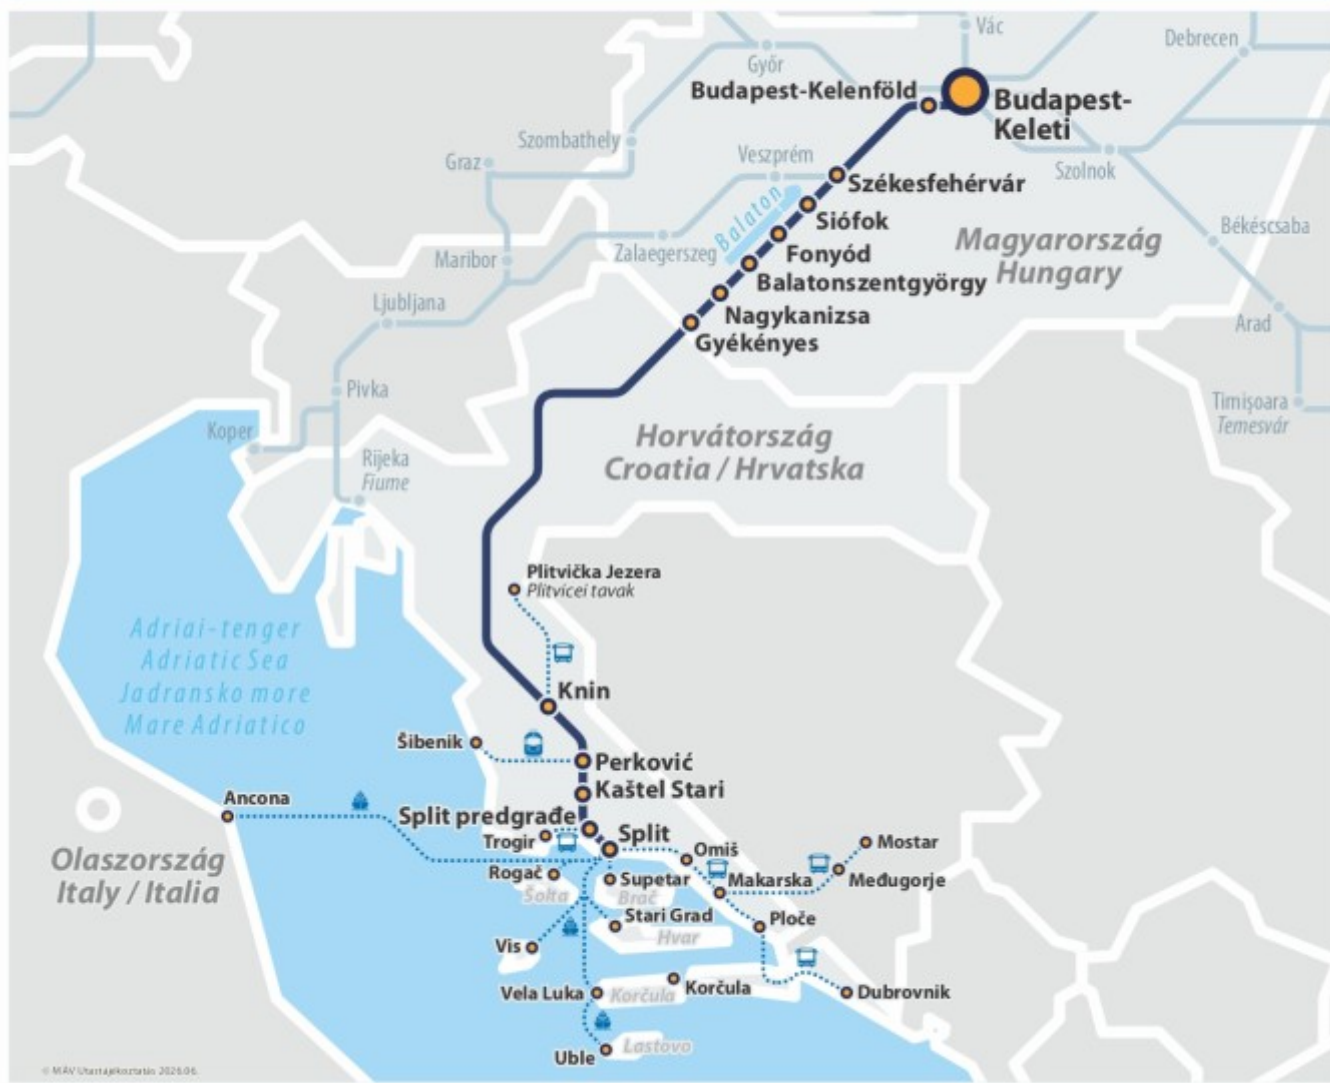 Vác
Debrecen
Győr
Budapest-Kelenföld
Budapest-
Keleti
Szombathely
Graz
Veszprém
Szolnok
Székesfehérvár
Balaton
Siófok
Békéscsaba
Maribor
Zalaegerszeg
Fonyód
Magyarország
Hungary
Balatonszentgyörgy
Ljubljana
Nagykanizsa
Gyékényes
Arad
Pivka
Timișoara
Temesvár
Koper
Rijeka
Fiume
Horvátország
Croatia / Hrvatska
Plitvička Jezera
Plitvicei tavak
Adriai-tenger
Adriatic Sea
Jadransko more
Mare Adriatico
Knin
Šibenik
Perković
Kaštel Stari
Ancona
Split predgrađe
Split
Trogir
Omiš
Mostar
Olaszország
Italy / Italia
Rogač
Šolta
Supetar
Brač
Makarska
Međugorje
Stari Grad
Hvar
Ploče
Vis
Vela Luka
Korčula
Korčula
Dubrovnik
Uble
Lastovo
© MÁV Utastájékoztatás 2026.06.